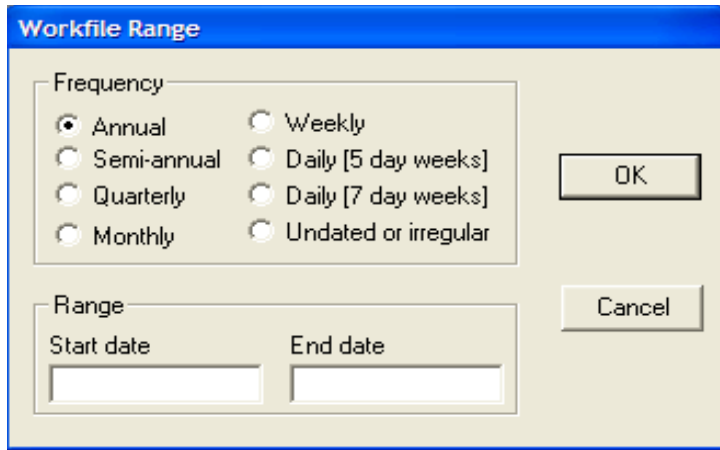 Workfile Range
Frequency
Annual
Semi-annual
Quarterly
Monthly
Weekly
Daily [5 day weeks]
Daily [7 day weeks]
Undated or irregular
OK
Cancel
Range
Start date
End date